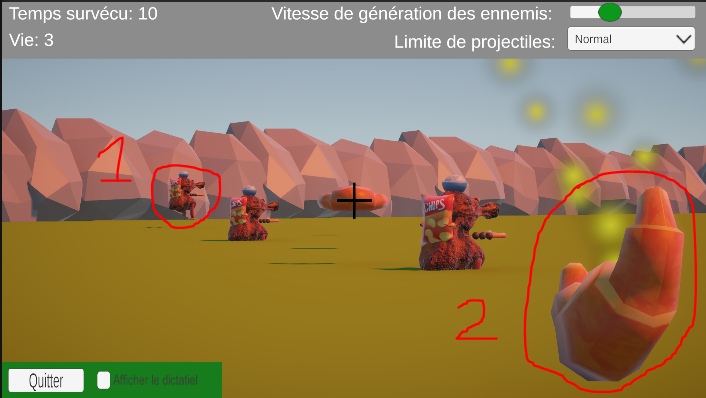 Temps survécu: 10
Vitesse de génération des ennemis:
Vie: 3
Limite de projectiles:
Normal
1
CHIPS
2
Quitter
Afficher le dictatiel